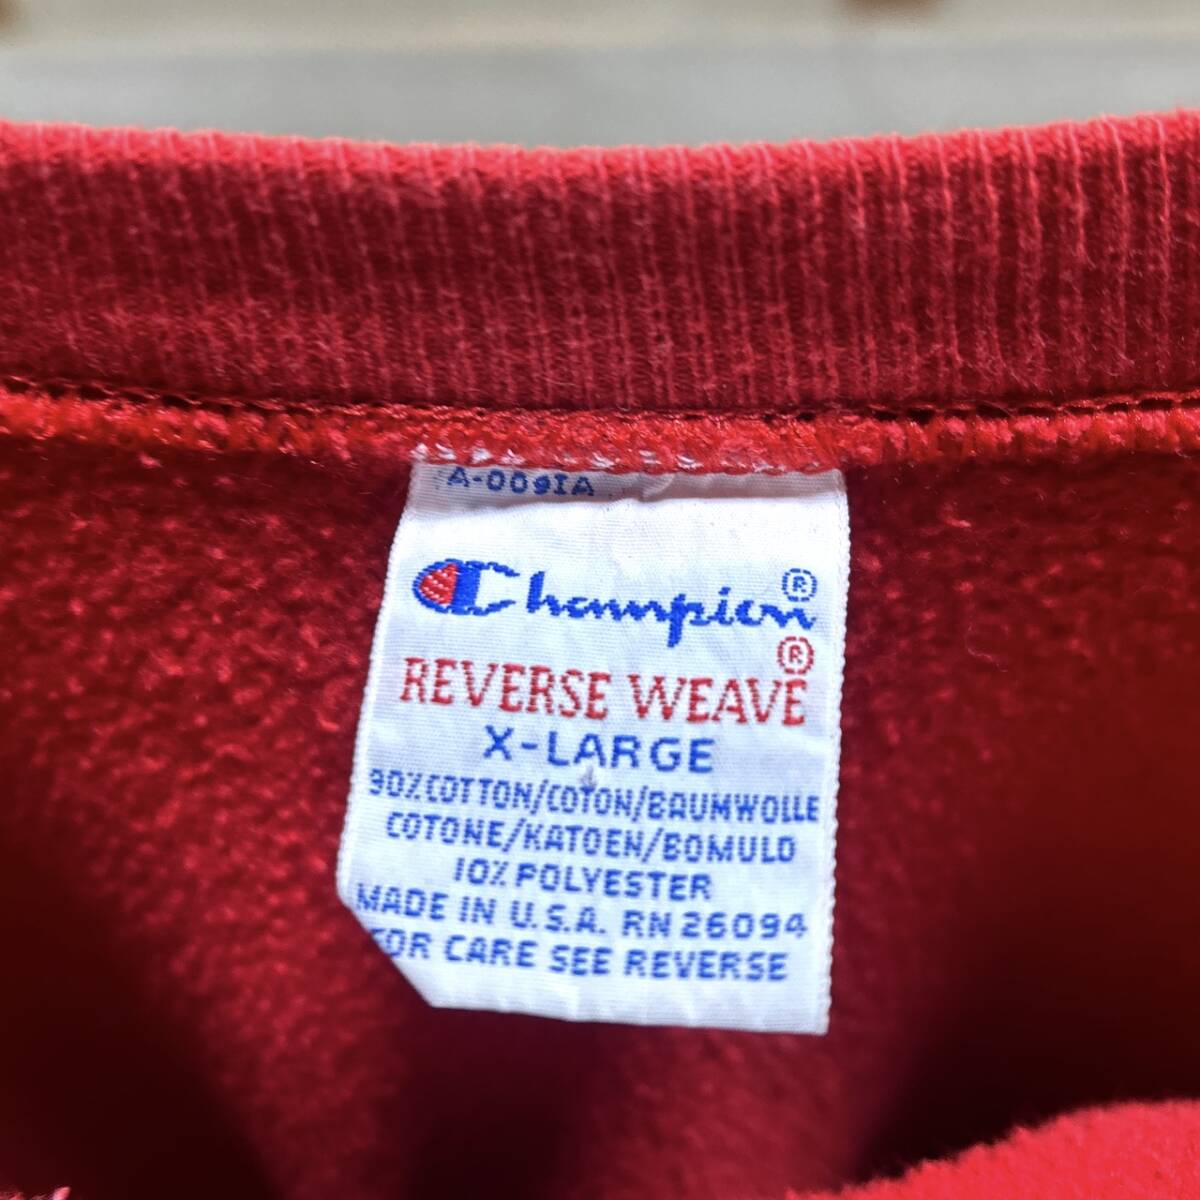 A-009IA
Champion ®
REVERSE WEAVE ®
X-LARGE
90% COTTON/COTON/BAUMWOLLE
COTONE/KATOEN/BOMULD
10% POLYESTER
MADE IN U.S.A. RN 26094
FOR CARE SEE REVERSE